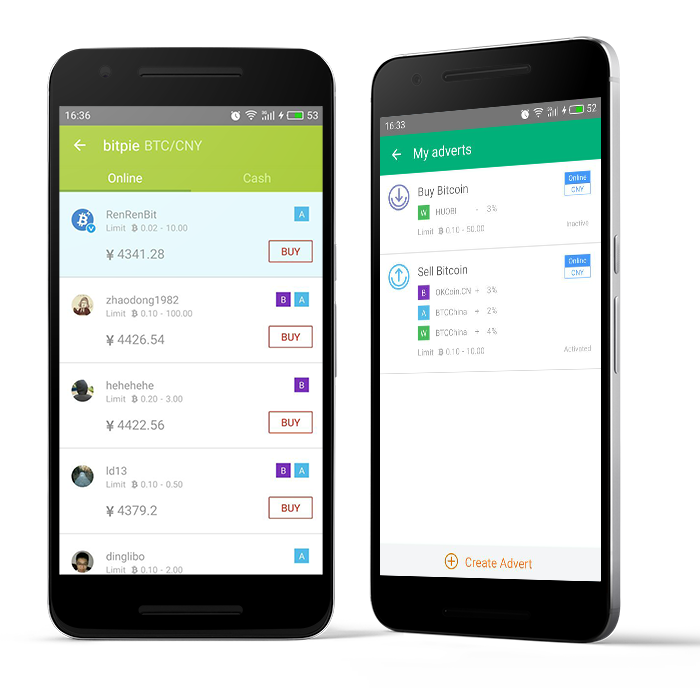 16:36
53
bitpie BTC/CNY
Online
Cash
RenRenBit
A
Limit Ƀ 0.02 - 10.00
¥ 4341.28
BUY
zhaodong1982
B A
Limit Ƀ 0.10 - 100.00
¥ 4426.54
BUY
hehehehe
B
Limit Ƀ 0.20 - 3.00
¥ 4422.56
BUY
ld13
B A
Limit Ƀ 0.10 - 0.50
¥ 4379.2
BUY
dinglibo
A
Limit Ƀ 0.10 - 2.00
16:33
52
My adverts
Buy Bitcoin
Online
CNY
W HUOBI - 3%
Limit Ƀ 0.10 - 50.00
Inactive
Sell Bitcoin
Online
CNY
B OKCoin.CN + 3%
A BTCChina + 2%
W BTCChina + 4%
Limit Ƀ 0.10 - 10.00
Activated
Create Advert